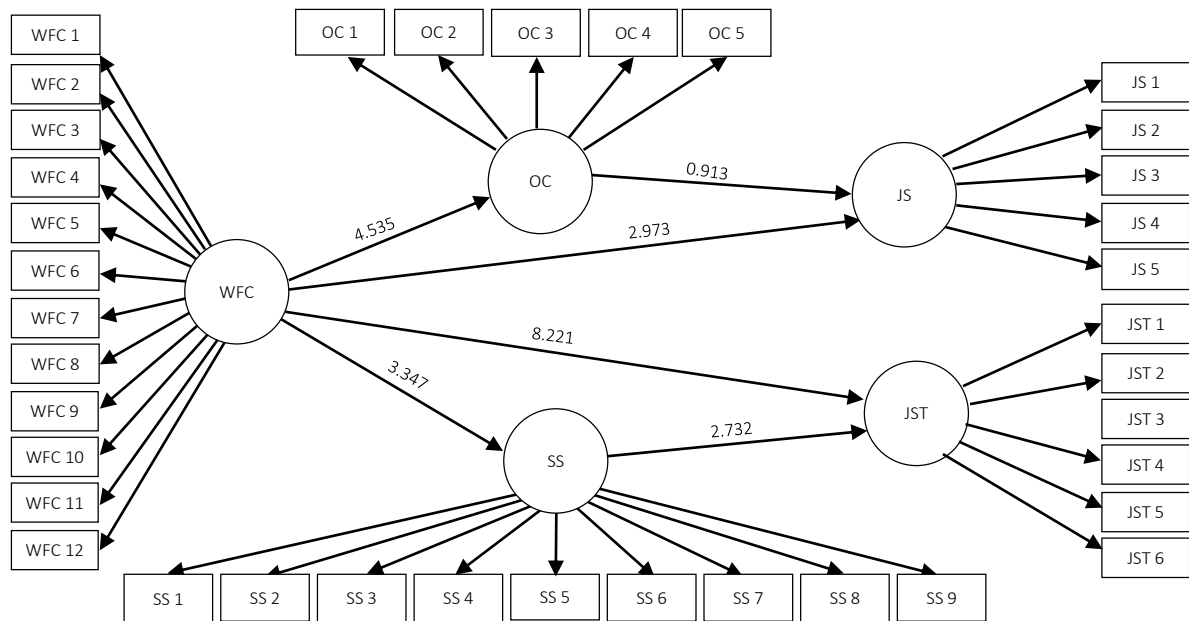 WFC 1
WFC 2
WFC 3
WFC 4
WFC 5
WFC 6
WFC 7
WFC 8
WFC 9
WFC 10
WFC 11
WFC 12
OC 1
OC 2
OC 3
OC 4
OC 5
WFC
OC
SS
JS
JST
4.535
2.973
8.221
3.347
0.913
2.732
JS 1
JS 2
JS 3
JS 4
JS 5
JST 1
JST 2
JST 3
JST 4
JST 5
JST 6
SS 1
SS 2
SS 3
SS 4
SS 5
SS 6
SS 7
SS 8
SS 9